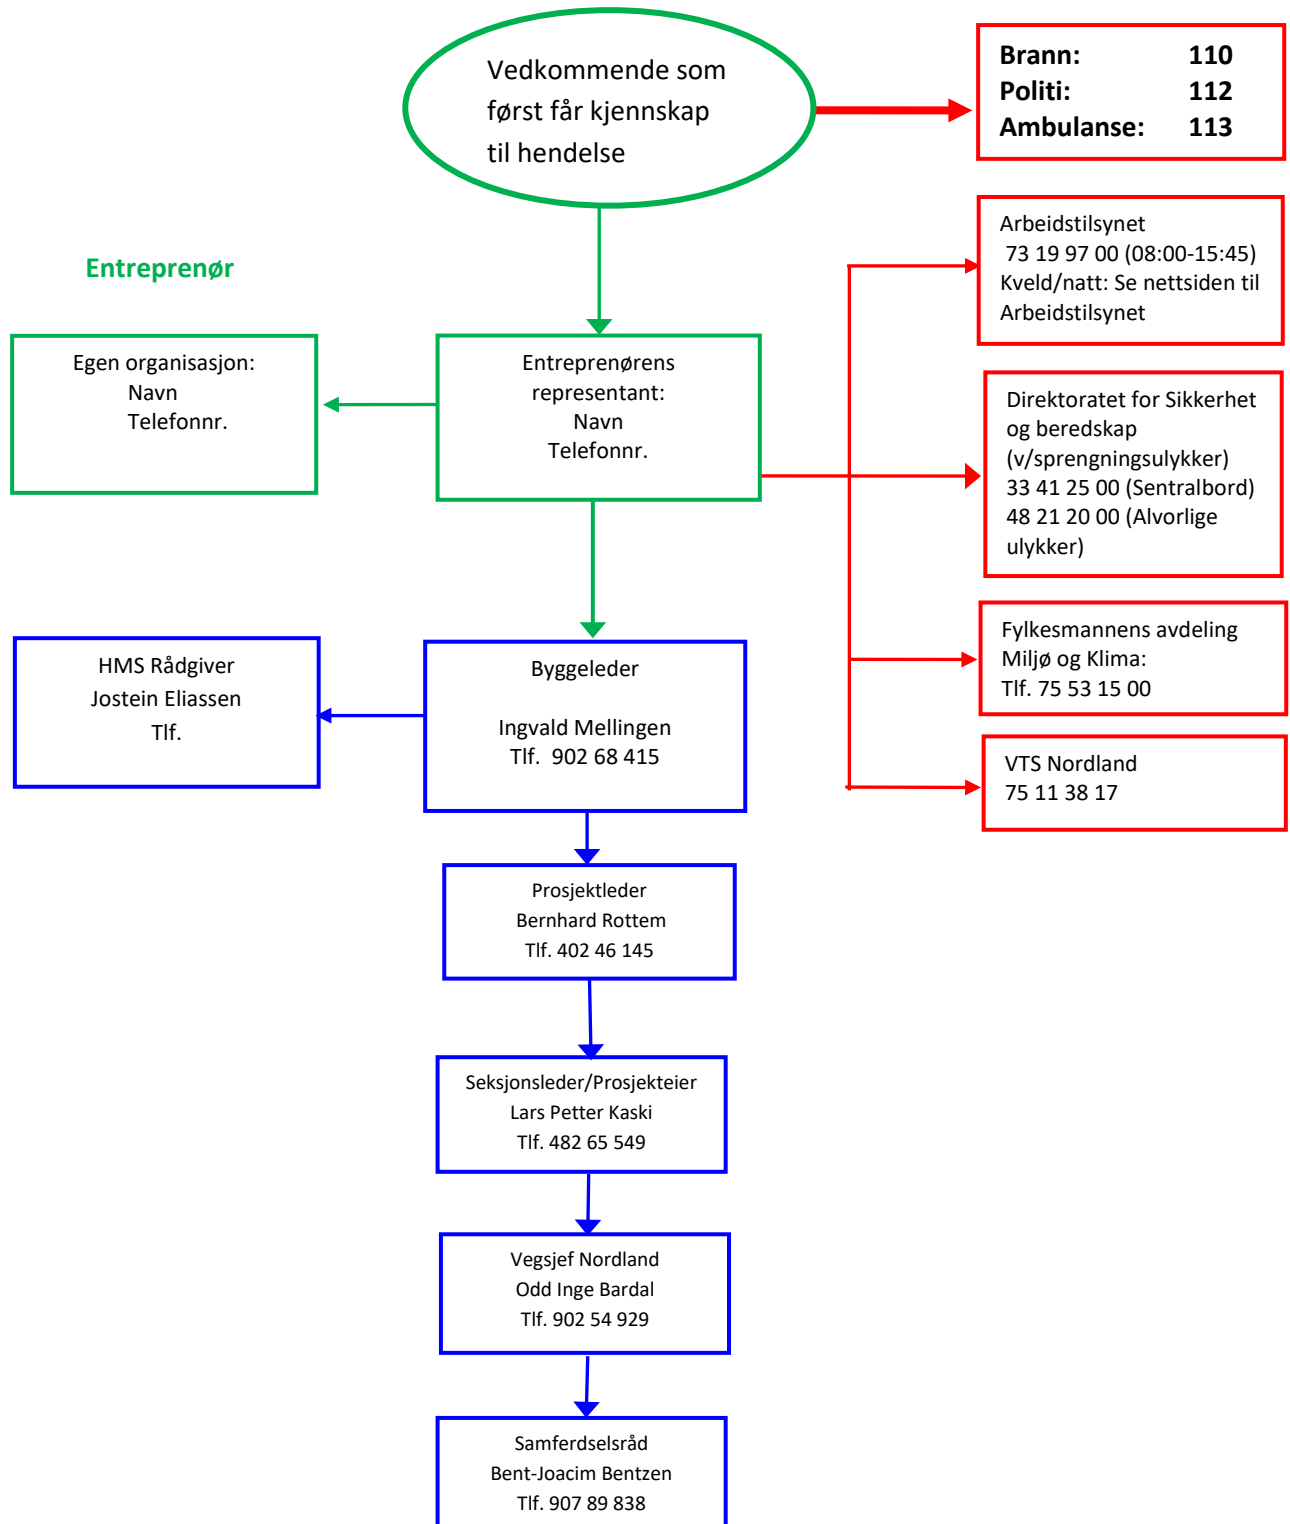 Vedkommende som
først får kjennskap
til hendelse
Brann: 110
Politi: 112
Ambulanse: 113
Entreprenør
Arbeidstilsynet
73 19 97 00 (08:00-15:45)
Kveld/natt: Se nettsiden til
Arbeidstilsynet
Egen organisasjon:
Navn
Telefonnr.
Entreprenørens
representant:
Navn
Telefonnr.
Direktoratet for Sikkerhet
og beredskap
(v/sprengningsulykker)
33 41 25 00 (Sentralbord)
48 21 20 00 (Alvorlige
ulykker)
Fylkesmannens avdeling
Miljø og Klima:
Tlf. 75 53 15 00
VTS Nordland
75 11 38 17
HMS Rådgiver
Jostein Eliassen
Tlf.
Byggeleder
Ingvald Mellingen
Tlf. 902 68 415
Prosjektleder
Bernhard Rottem
Tlf. 402 46 145
Seksjonsleder/Prosjekteier
Lars Petter Kaski
Tlf. 482 65 549
Vegsjef Nordland
Odd Inge Bardal
Tlf. 902 54 929
Samferdselsråd
Bent-Joacim Bentzen
Tlf. 907 89 838